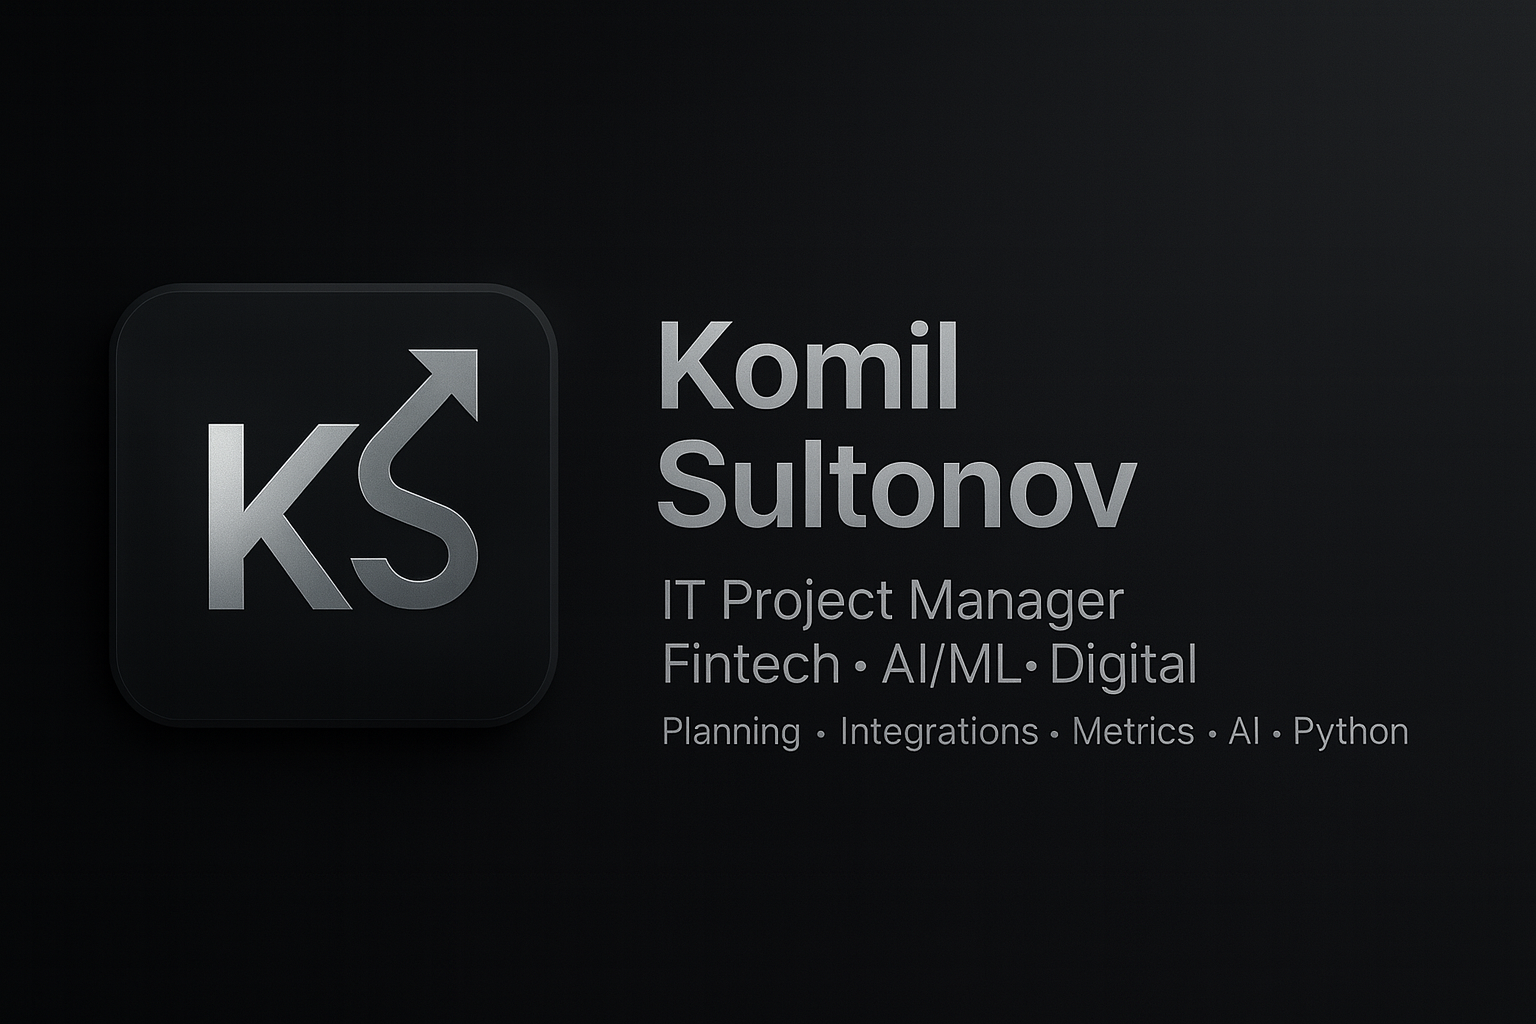 KS
Komil
Sultonov
IT Project Manager
Fintech • AI/ML • Digital
Planning • Integrations • Metrics • AI • Python